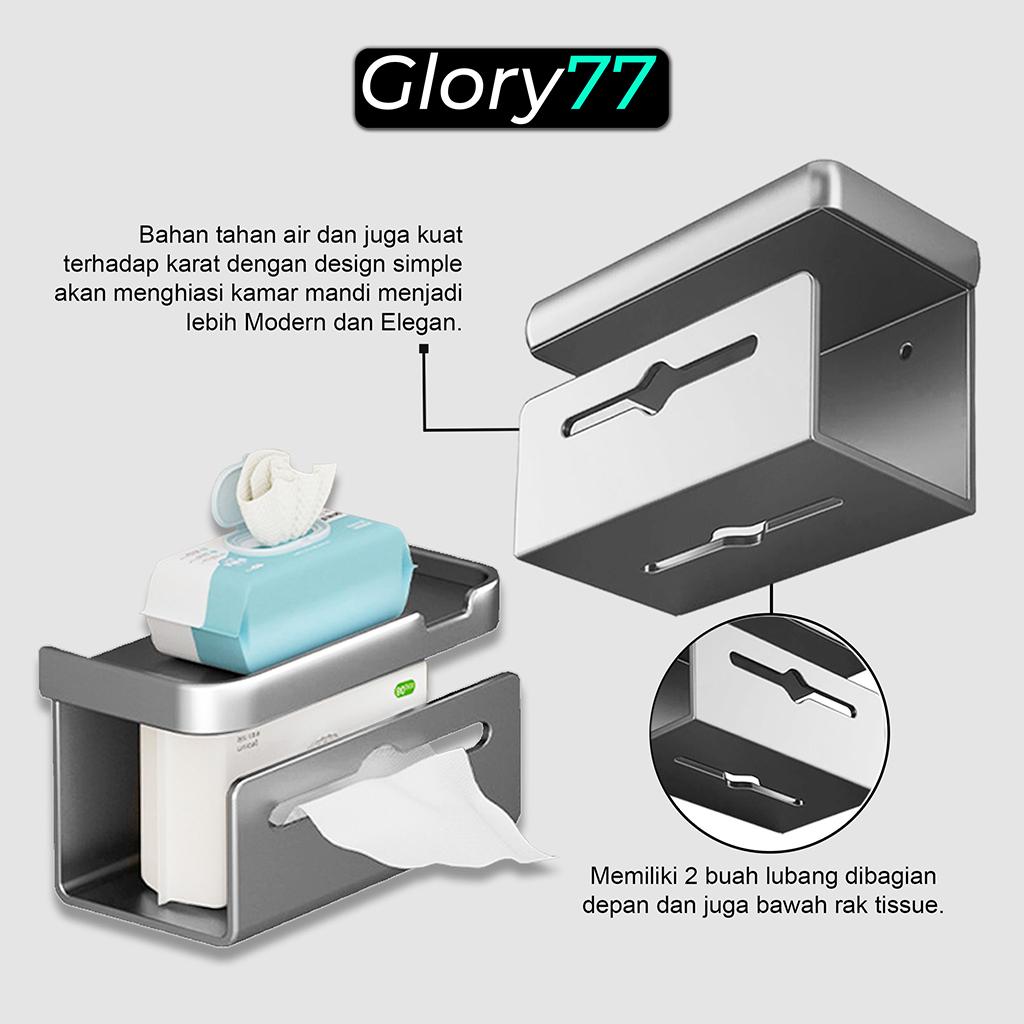 Glory77
Bahan tahan air dan juga kuat
terhadap karat dengan design simple
akan menghiasi kamar mandi menjadi
lebih Modern dan Elegan.
Memiliki 2 buah lubang dibagian
depan dan juga bawah rak tissue.